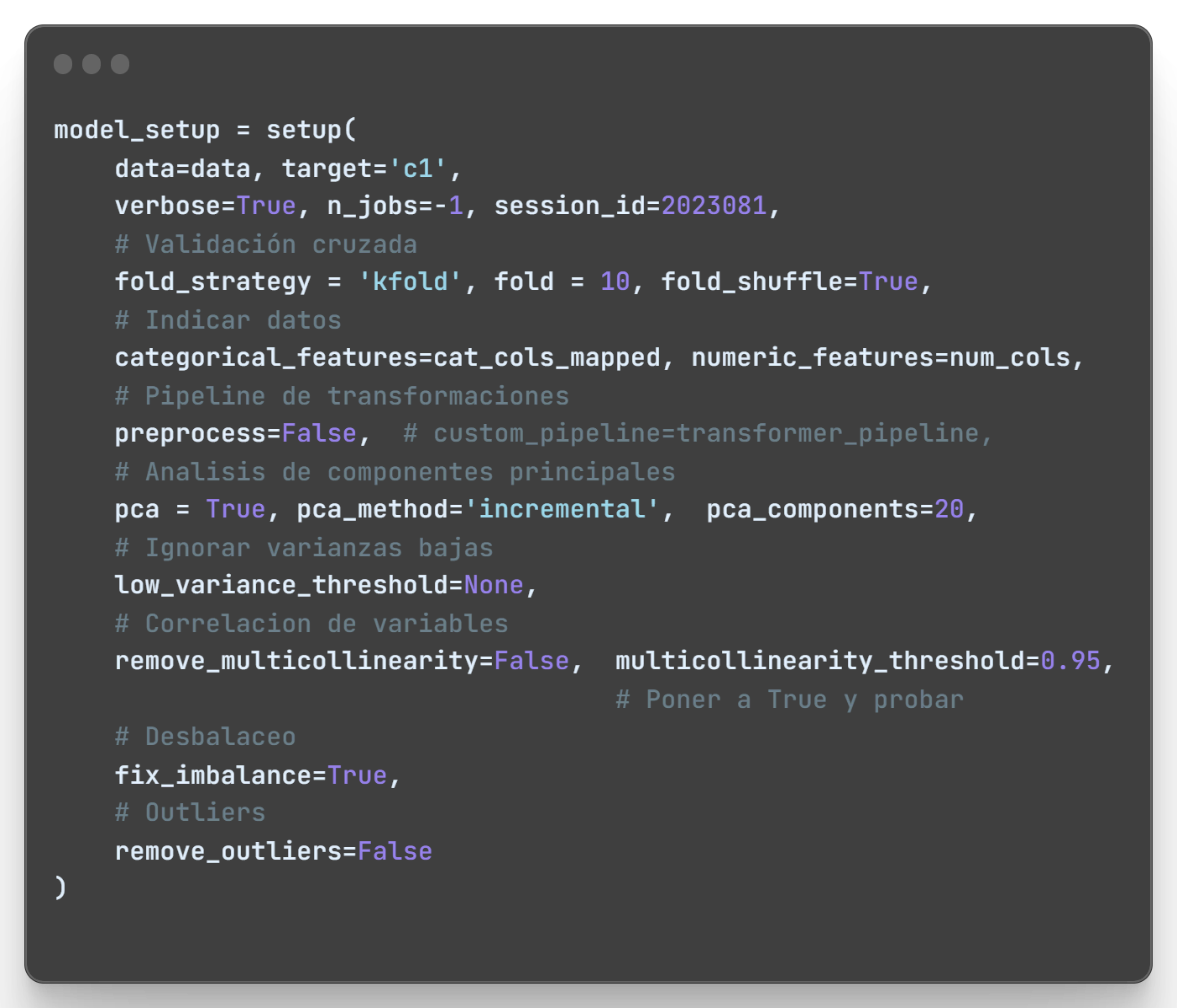 model_setup = setup(
    data=data, target='c1',
    verbose=True, n_jobs=-1, session_id=2023081,
    # Validación cruzada
    fold_strategy = 'kfold', fold = 10, fold_shuffle=True,
    # Indicar datos
    categorical_features=cat_cols_mapped, numeric_features=num_cols,
    # Pipeline de transformaciones
    preprocess=False,  # custom_pipeline=transformer_pipeline,
    # Analisis de componentes principales
    pca = True, pca_method='incremental',  pca_components=20,
    # Ignorar varianzas bajas
    low_variance_threshold=None,
    # Correlacion de variables
    remove_multicollinearity=False,  multicollinearity_threshold=0.95,
                                     # Poner a True y probar
    # Desbalaceo
    fix_imbalance=True,
    # Outliers
    remove_outliers=False
)